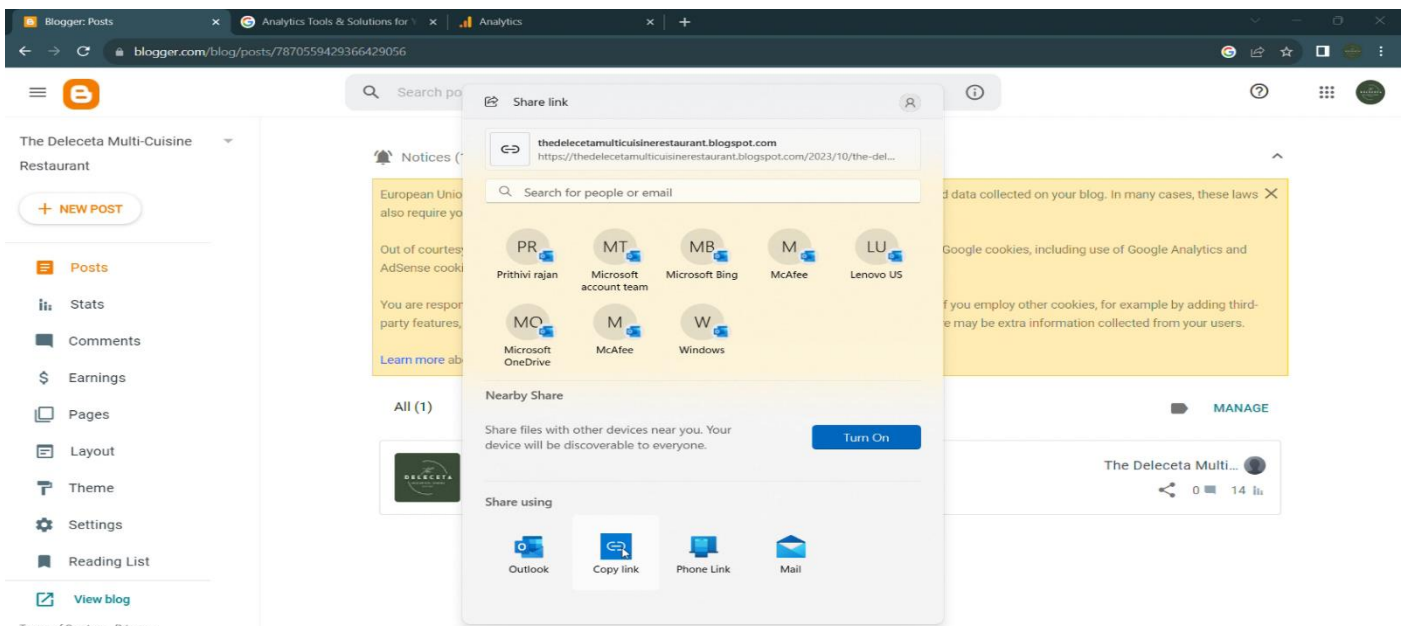 Blogger: Posts
Analytics Tools & Solutions for
Analytics
blogger.com/blog/posts/7870559429366429056
Search po
The Deleceta Multi-Cuisine
Restaurant
NEW POST
Posts
Stats
Comments
Earnings
Pages
Layout
Theme
Settings
Reading List
View blog
Notices (
European Unio
also require yo
Out of courtes
AdSense cooki
You are respor
party features,
Learn more ab
d data collected on your blog. In many cases, these laws
Google cookies, including use of Google Analytics and
f you employ other cookies, for example by adding third-
e may be extra information collected from your users.
All (1)
MANAGE
DELECETA
The Deleceta Multi...
0
14
Share link
thedelecetamulticuisinerestaurant.blogspot.com
https://thedelecetamulticuisinerestaurant.blogspot.com/2023/10/the-del...
Search for people or email
PR
MT
MB
M
LU
Prithivi rajan
Microsoft
account team
Microsoft Bing
McAfee
Lenovo US
MO
M
W
Microsoft
OneDrive
McAfee
Windows
Nearby Share
Share files with other devices near you. Your
device will be discoverable to everyone.
Turn On
Share using
Outlook
Copy link
Phone Link
Mail